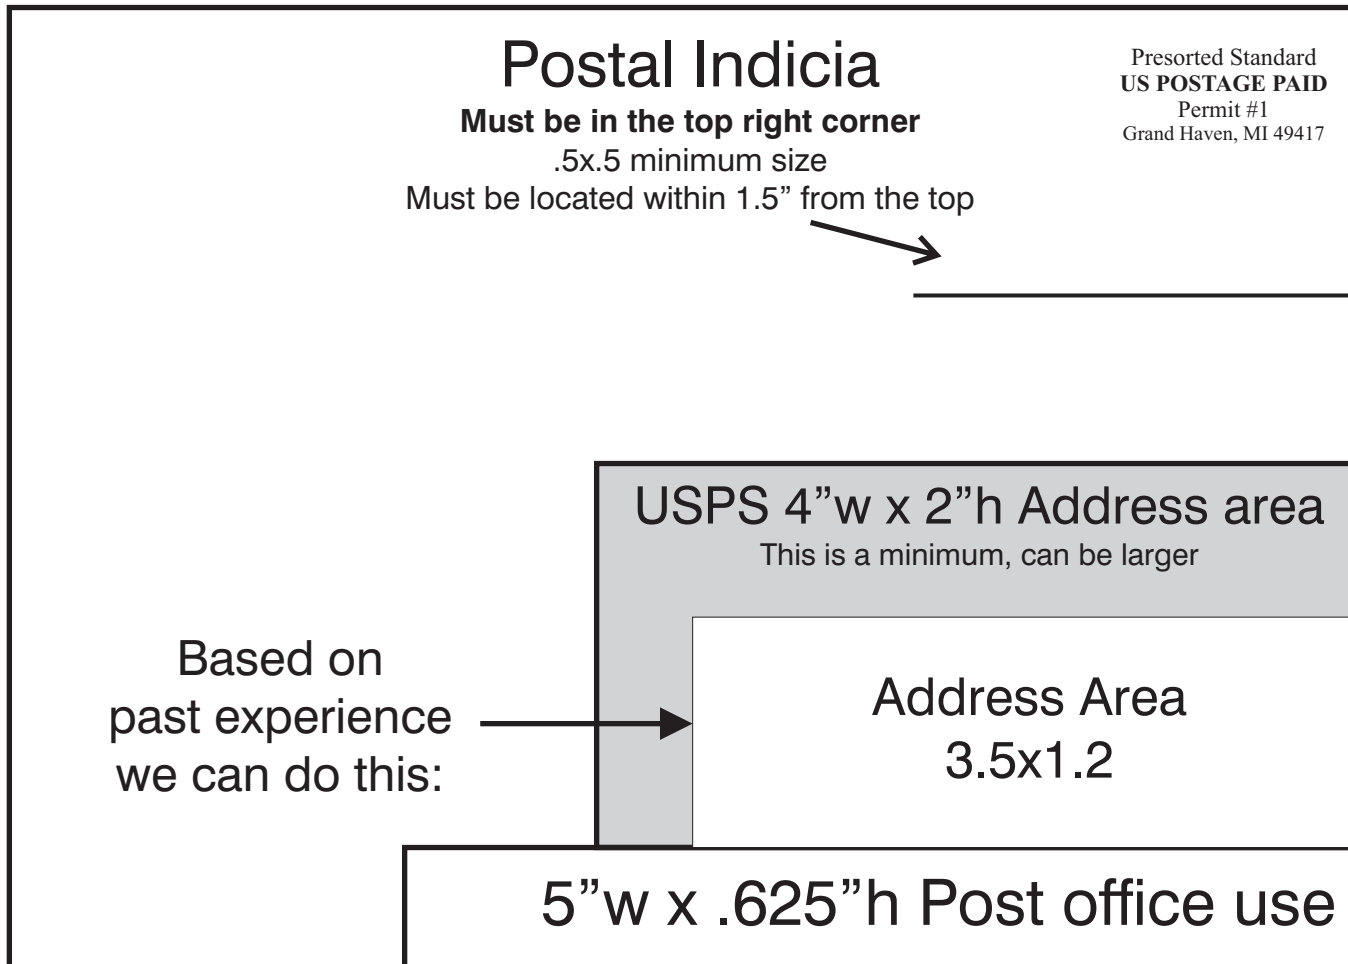 Postal Indicia
Must be in the top right corner
.5x.5 minimum size
Must be located within 1.5” from the top
Presorted Standard
US POSTAGE PAID
Permit #1
Grand Haven, MI 49417
USPS 4”w x 2”h Address area
This is a minimum, can be larger
Based on
past experience
we can do this:
Address Area
3.5x1.2
5”w x .625”h Post office use